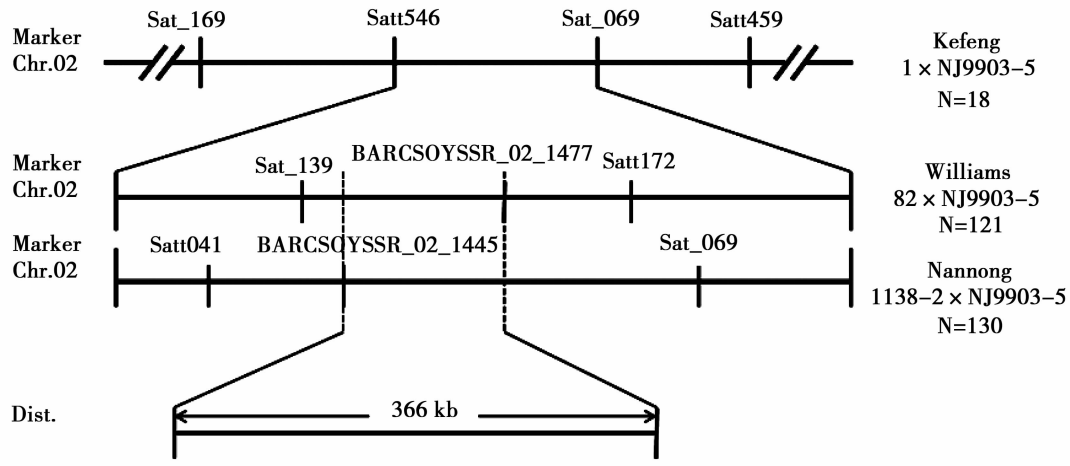 Sat_169 Satt546 Sat_069 Satt459
Marker
Chr.02
Kefeng
1 × NJ9903-5
N=18
BARCSOYSSR_02_1477
Sat_139 Satt172
Marker
Chr.02
Williams
82 × NJ9903-5
N=121
Marker
Chr.02
Satt041 BARCSOYSSR_02_1445 Sat_069
Nannong
1138-2 × NJ9903-5
N=130
Dist.
366 kb